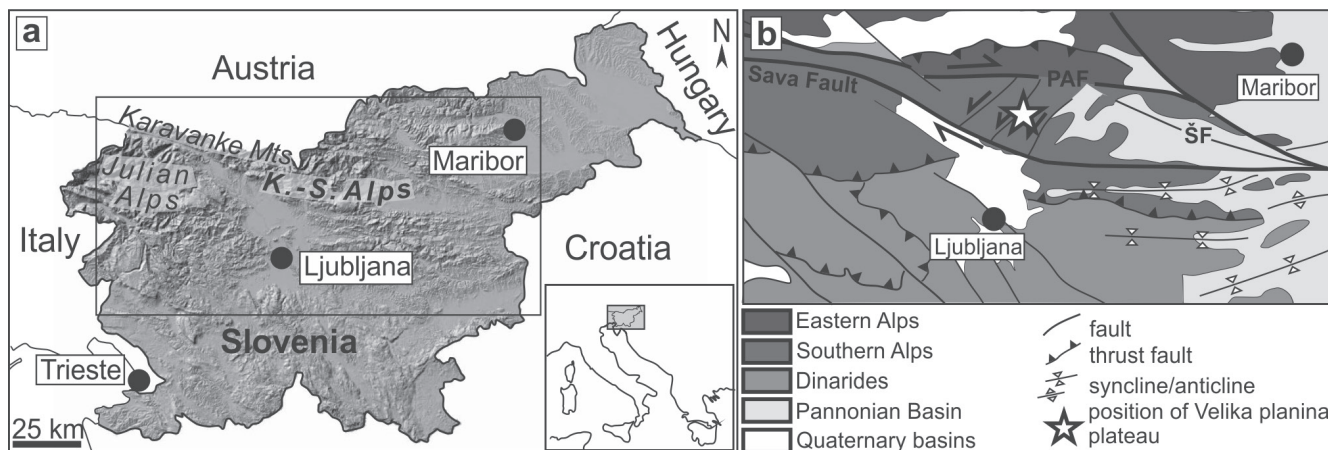 a
N
Austria
Hungary
Karavanke Mts.
Maribor
Julian
Alps
K.-S. Alps
Italy
Ljubljana
Croatia
Slovenia
Trieste
25 km
b
Sava Fault
PAF
Maribor
ŠF
Ljubljana
Eastern Alps
Southern Alps
Dinarides
Pannonian Basin
Quaternary basins
fault
thrust fault
syncline/anticline
position of Velika planina
plateau